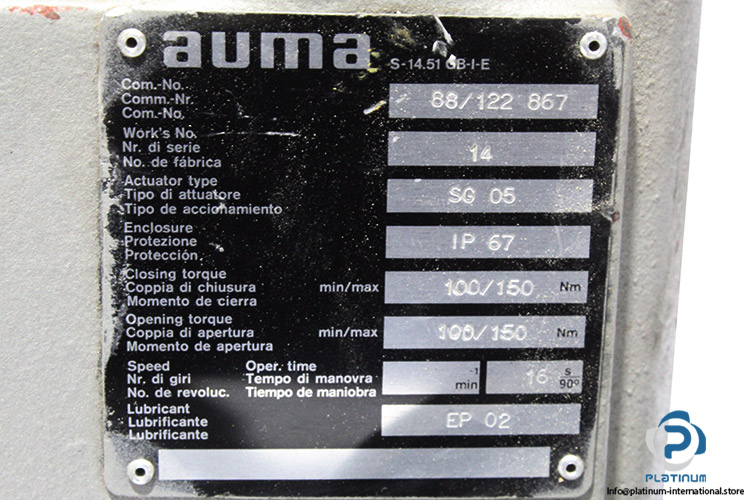 auma
S-14.51 GB-I-E
Com.-No.
Comm.-Nr.
Com.-No.
88/122 867
Work's No.
Nr. di serie
No. de fábrica
14
Actuator type
Tipo di attuatore
Tipo de accionamiento
SG 05
Enclosure
Protezione
Protección
IP 67
Closing torque
Coppia di chiusura min/max
Momento de cierra
100/150 Nm
Opening torque
Coppia di apertura min/max
Momento de apertura
100/150 Nm
Speed Oper. time
Nr. di giri Tempo di manovra
No. de revoluc. Tiempo de maniobra
min-1
16 s/90°
Lubricant
Lubrificante
Lubrificante
EP 02
PLATINUM
Info@platinum-international.store